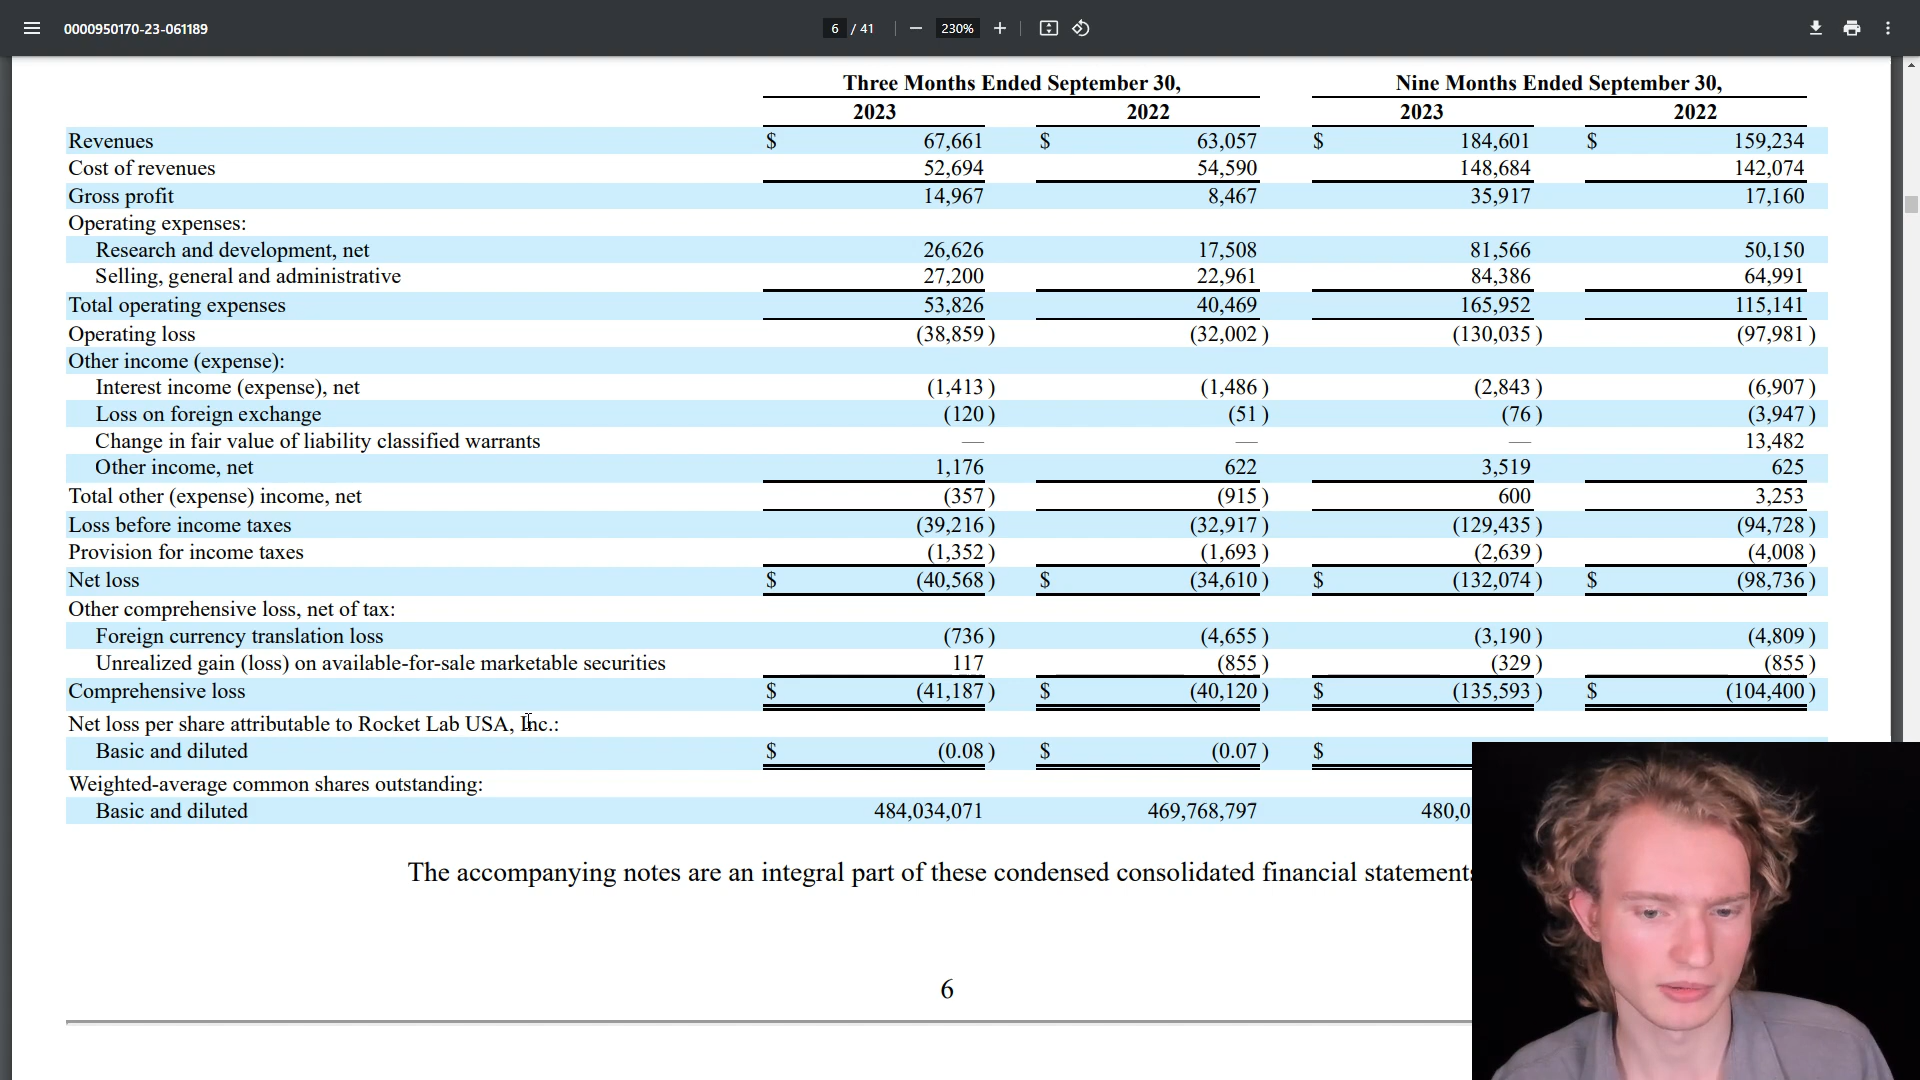 0000950170-23-061189 6 / 41 230%
Three Months Ended September 30, Nine Months Ended September 30,
2023 2022 2023 2022
Revenues $ 67,661 $ 63,057 $ 184,601 $ 159,234
Cost of revenues 52,694 54,590 148,684 142,074
Gross profit 14,967 8,467 35,917 17,160
Operating expenses:
Research and development, net 26,626 17,508 81,566 50,150
Selling, general and administrative 27,200 22,961 84,386 64,991
Total operating expenses 53,826 40,469 165,952 115,141
Operating loss (38,859) (32,002) (130,035) (97,981)
Other income (expense):
Interest income (expense), net (1,413) (1,486) (2,843) (6,907)
Loss on foreign exchange (120) (51) (76) (3,947)
Change in fair value of liability classified warrants — — — 13,482
Other income, net 1,176 622 3,519 625
Total other (expense) income, net (357) (915) 600 3,253
Loss before income taxes (39,216) (32,917) (129,435) (94,728)
Provision for income taxes (1,352) (1,693) (2,639) (4,008)
Net loss $ (40,568) $ (34,610) $ (132,074) $ (98,736)
Other comprehensive loss, net of tax:
Foreign currency translation loss (736) (4,655) (3,190) (4,809)
Unrealized gain (loss) on available-for-sale marketable securities 117 (855) (329) (855)
Comprehensive loss $ (41,187) $ (40,120) $ (135,593) $ (104,400)
Net loss per share attributable to Rocket Lab USA, Inc.:
Basic and diluted $ (0.08) $ (0.07) $
Weighted-average common shares outstanding:
Basic and diluted 484,034,071 469,768,797 480,0
The accompanying notes are an integral part of these condensed consolidated financial statements
6